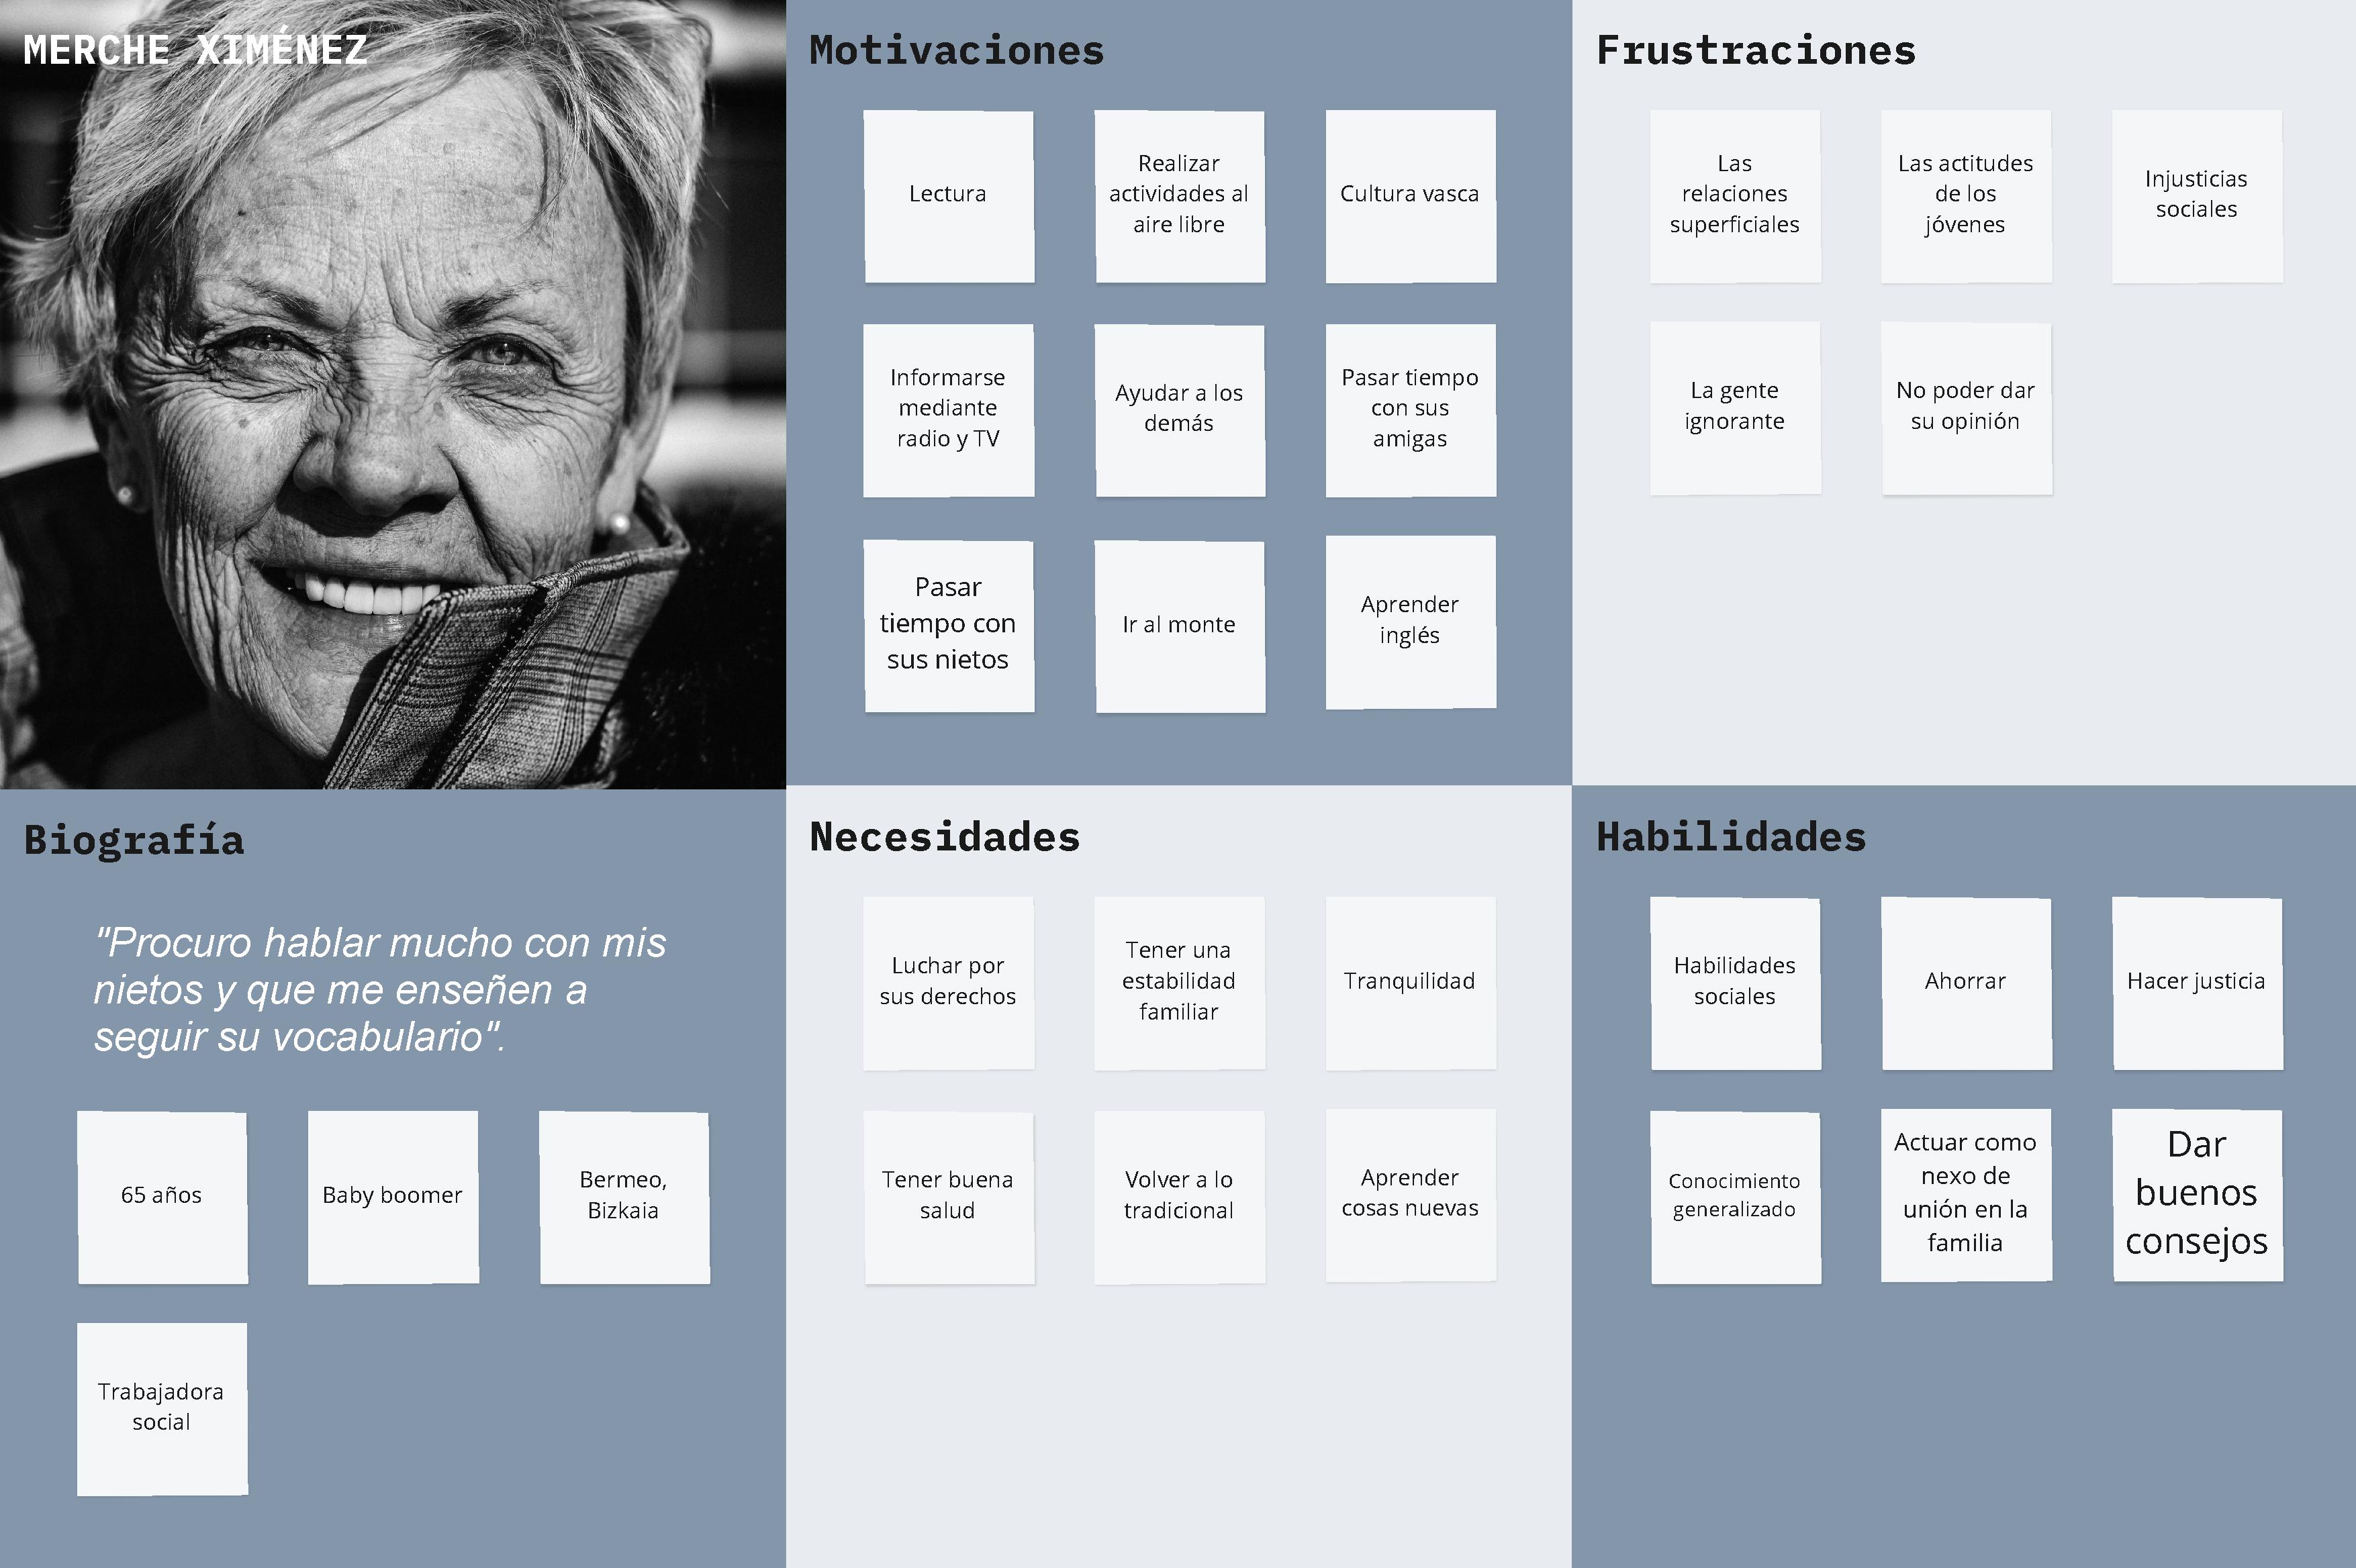 MERCHE XIMÉNEZ
Motivaciones
Lectura
Realizar
actividades al
aire libre
Cultura vasca
Informarse
mediante
radio y TV
Ayudar a los
demás
Pasar tiempo
con sus
amigas
Pasar
tiempo con
sus nietos
Ir al monte
Aprender
inglés
Frustraciones
Las
relaciones
superficiales
Las actitudes
de los
jóvenes
Injusticias
sociales
La gente
ignorante
No poder dar
su opinión
Biografía
"Procuro hablar mucho con mis
nietos y que me enseñen a
seguir su vocabulario".
65 años
Baby boomer
Bermeo,
Bizkaia
Trabajadora
social
Necesidades
Luchar por
sus derechos
Tener una
estabilidad
familiar
Tranquilidad
Tener buena
salud
Volver a lo
tradicional
Aprender
cosas nuevas
Habilidades
Habilidades
sociales
Ahorrar
Hacer justicia
Conocimiento
generalizado
Actuar como
nexo de
unión en la
familia
Dar
buenos
consejos